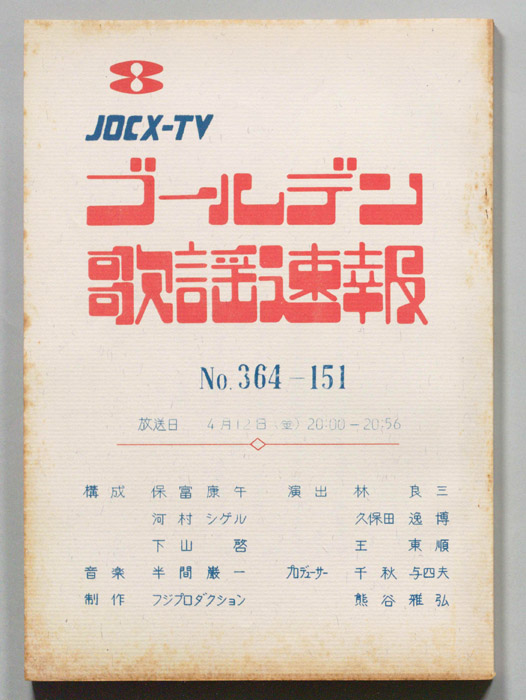 8
JOCX-TV
ゴールデン
歌謡速報
No. 364-151
放送日 4月12日(金) 20:00-20:56
構成 保富康午 演出 林良三
河村シゲル 久保田逸博
下山啓 王東順
音楽 半間巌一 プロデューサー 千秋与四夫
制作 フジプロダクション 熊谷雅弘